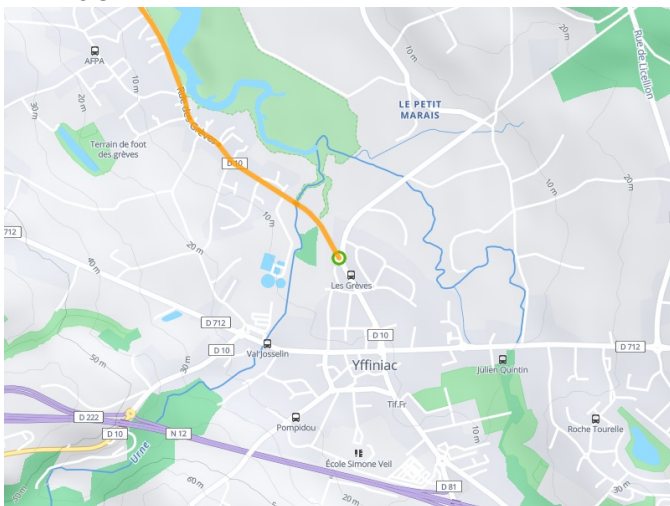 AFPA
10 m
20 m
30 m
Terrain de foot
des grèves
Rue des Grèves
D 10
10 m
20 m
Rue de Licellion
LE PETIT
MARAIS
10 m
20 m
10 m
20 m
712
40 m
Les Grèves
D 712
D 10
Val Josselin
30 m
D 10
D 712
Yffiniac
Julien Quintin
50 m
Tif.Fr
D 222
D 10
N 12
Urne
Pompidou
10 m
Roche Tourelle
École Simone Veil
60 m
20 m
D 81